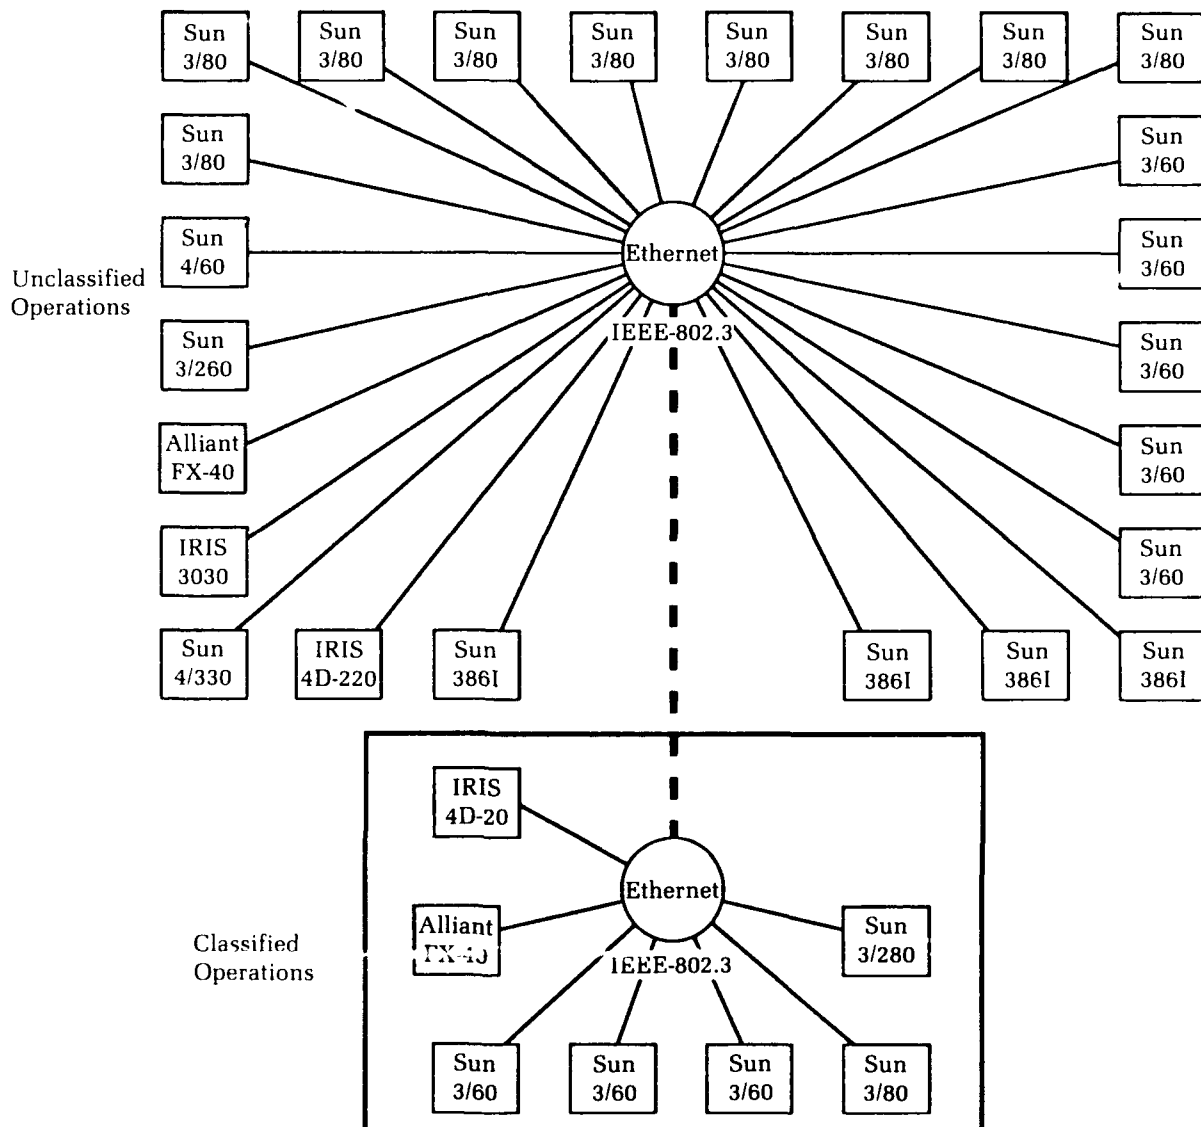 Sun
3/80
Sun
3/80
Sun
3/80
Sun
3/80
Sun
3/80
Sun
3/80
Sun
3/80
Sun
3/80
Sun
3/80
Sun
3/60
Sun
4/60
Ethernet
Sun
3/60
Unclassified
Operations
Sun
3/260
IEEE-802.3
Sun
3/60
Alliant
FX-40
Sun
3/60
IRIS
3030
Sun
3/60
Sun
4/330
IRIS
4D-220
Sun
386I
Sun
386I
Sun
386I
Sun
386I
IRIS
4D-20
Ethernet
Alliant
FX-40
Sun
3/280
Classified
Operations
IEEE-802.3
Sun
3/60
Sun
3/60
Sun
3/60
Sun
3/80